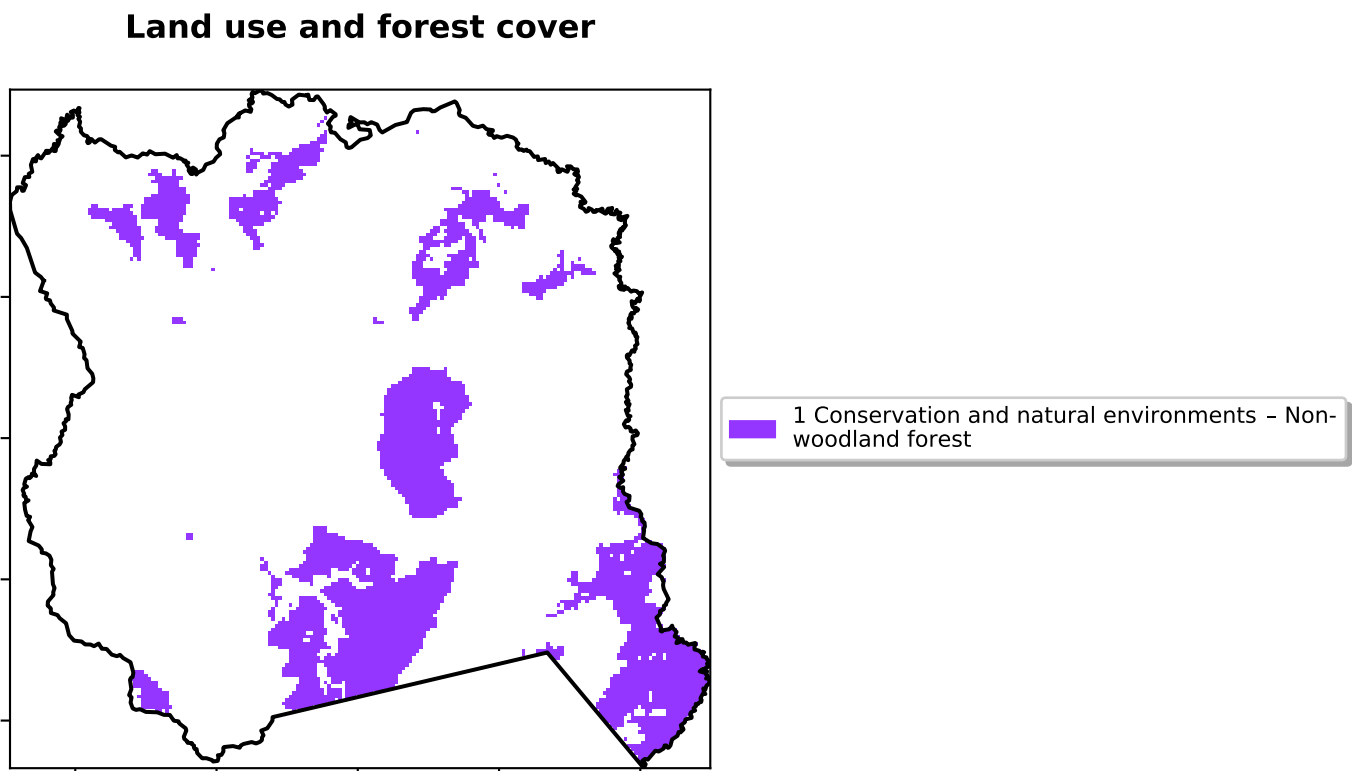 Land use and forest cover
1 Conservation and natural environments – Non-
woodland forest